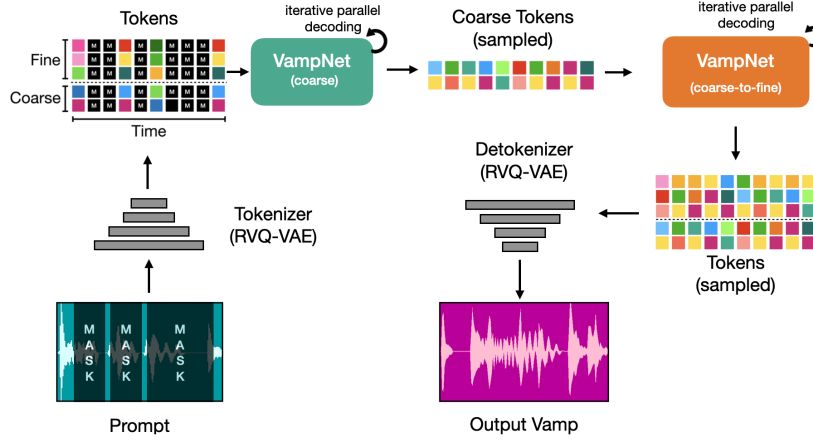 Tokens
Fine
Coarse
M M M M M M M
M M M M M M M
M M M M M M M
M M M M M M M
M M M M M M M
Time
iterative parallel
decoding
VampNet
(coarse)
Coarse Tokens
(sampled)
iterative parallel
decoding
VampNet
(coarse-to-fine)
Tokenizer
(RVQ-VAE)
Detokenizer
(RVQ-VAE)
Tokens
(sampled)
MASK
MASK
MASK
Prompt
Output Vamp